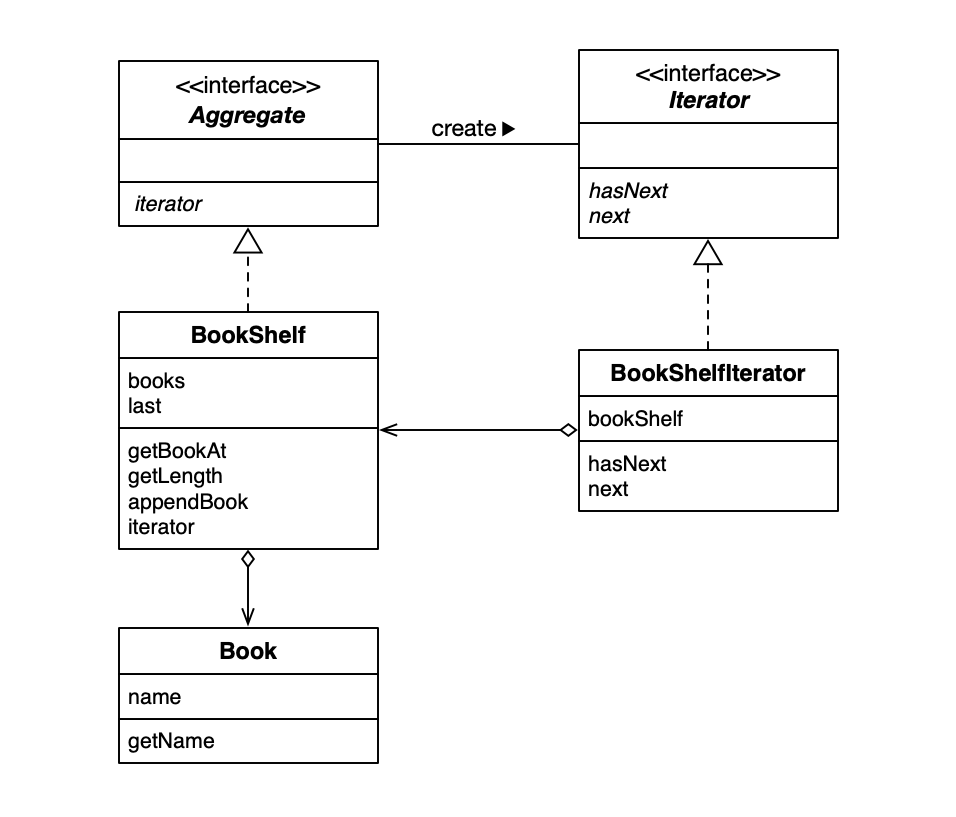 <<interface>>
Aggregate
iterator
create ▶
<<interface>>
Iterator
hasNext
next
BookShelf
books
last
getBookAt
getLength
appendBook
iterator
BookShelfIterator
bookShelf
hasNext
next
Book
name
getName